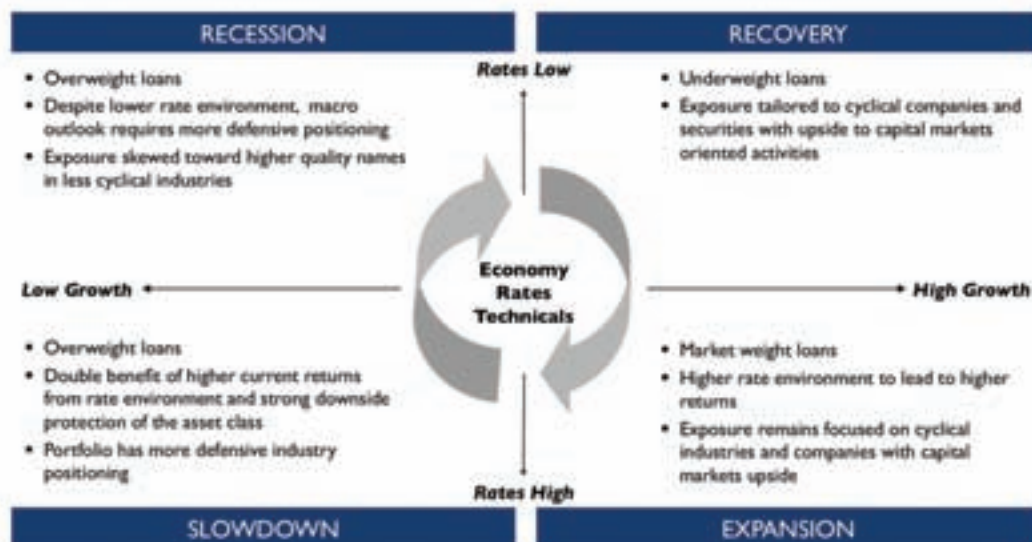 RECESSION
RECOVERY
Rates Low
• Overweight loans
• Despite lower rate environment, macro
outlook requires more defensive positioning
• Exposure skewed toward higher quality names
in less cyclical industries
• Underweight loans
• Exposure tailored to cyclical companies and
securities with upside to capital markets
oriented activities
Low Growth
Economy
Rates
Technicals
High Growth
• Overweight loans
• Double benefit of higher current returns
from rate environment and strong downside
protection of the asset class
• Portfolio has more defensive industry
positioning
• Market weight loans
• Higher rate environment to lead to higher
returns
• Exposure remains focused on cyclical
industries and companies with capital
markets upside
Rates High
SLOWDOWN
EXPANSION